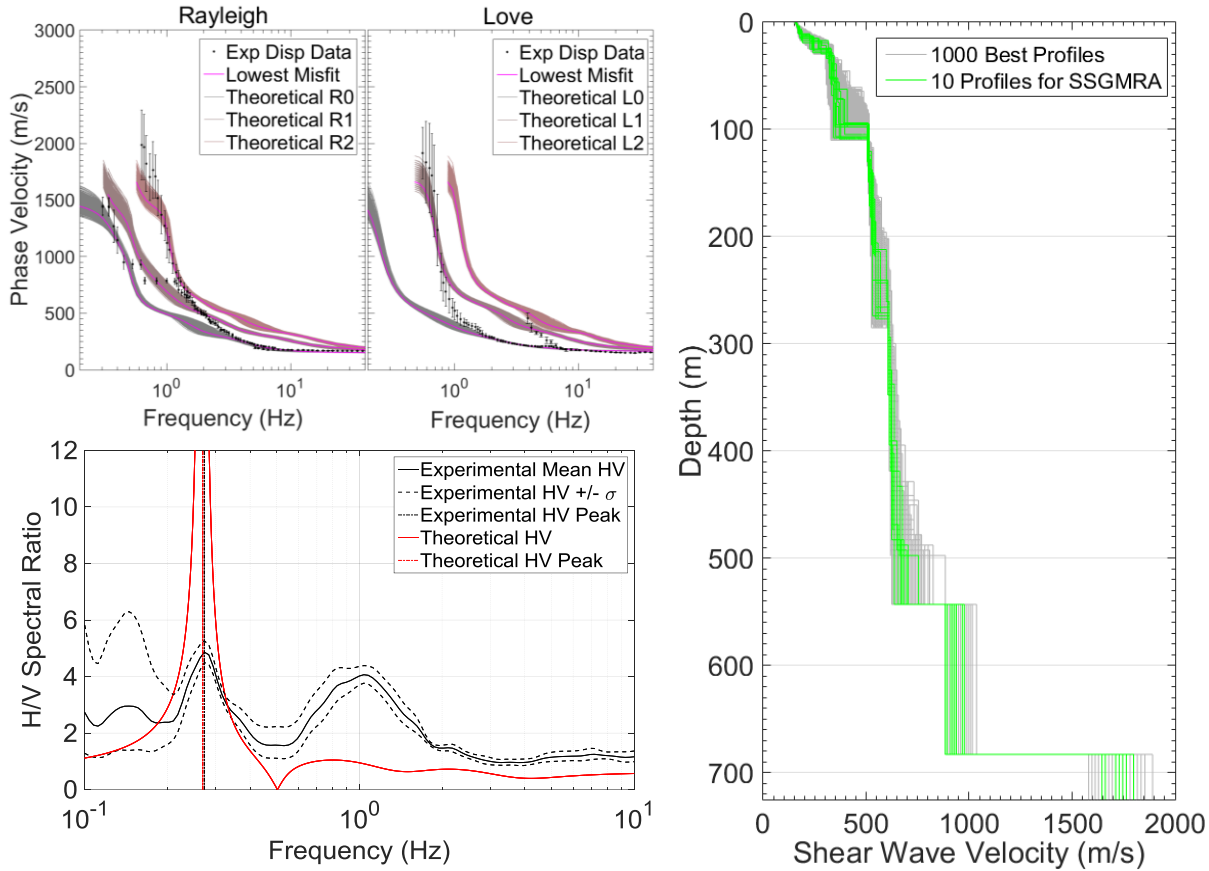 Rayleigh
Love
3000
2500
2000
1500
1000
500
0
Phase Velocity (m/s)
Exp Disp Data
Lowest Misfit
Theoretical R0
Theoretical R1
Theoretical R2
Exp Disp Data
Lowest Misfit
Theoretical L0
Theoretical L1
Theoretical L2
10^0
10^1
10^0
10^1
Frequency (Hz)
Frequency (Hz)
12
10
8
6
4
2
0
H/V Spectral Ratio
Experimental Mean HV
Experimental HV +/- σ
Experimental HV Peak
Theoretical HV
Theoretical HV Peak
10^-1
10^0
10^1
Frequency (Hz)
0
100
200
300
400
500
600
700
Depth (m)
1000 Best Profiles
10 Profiles for SSGMRA
0
500
1000
1500
2000
Shear Wave Velocity (m/s)